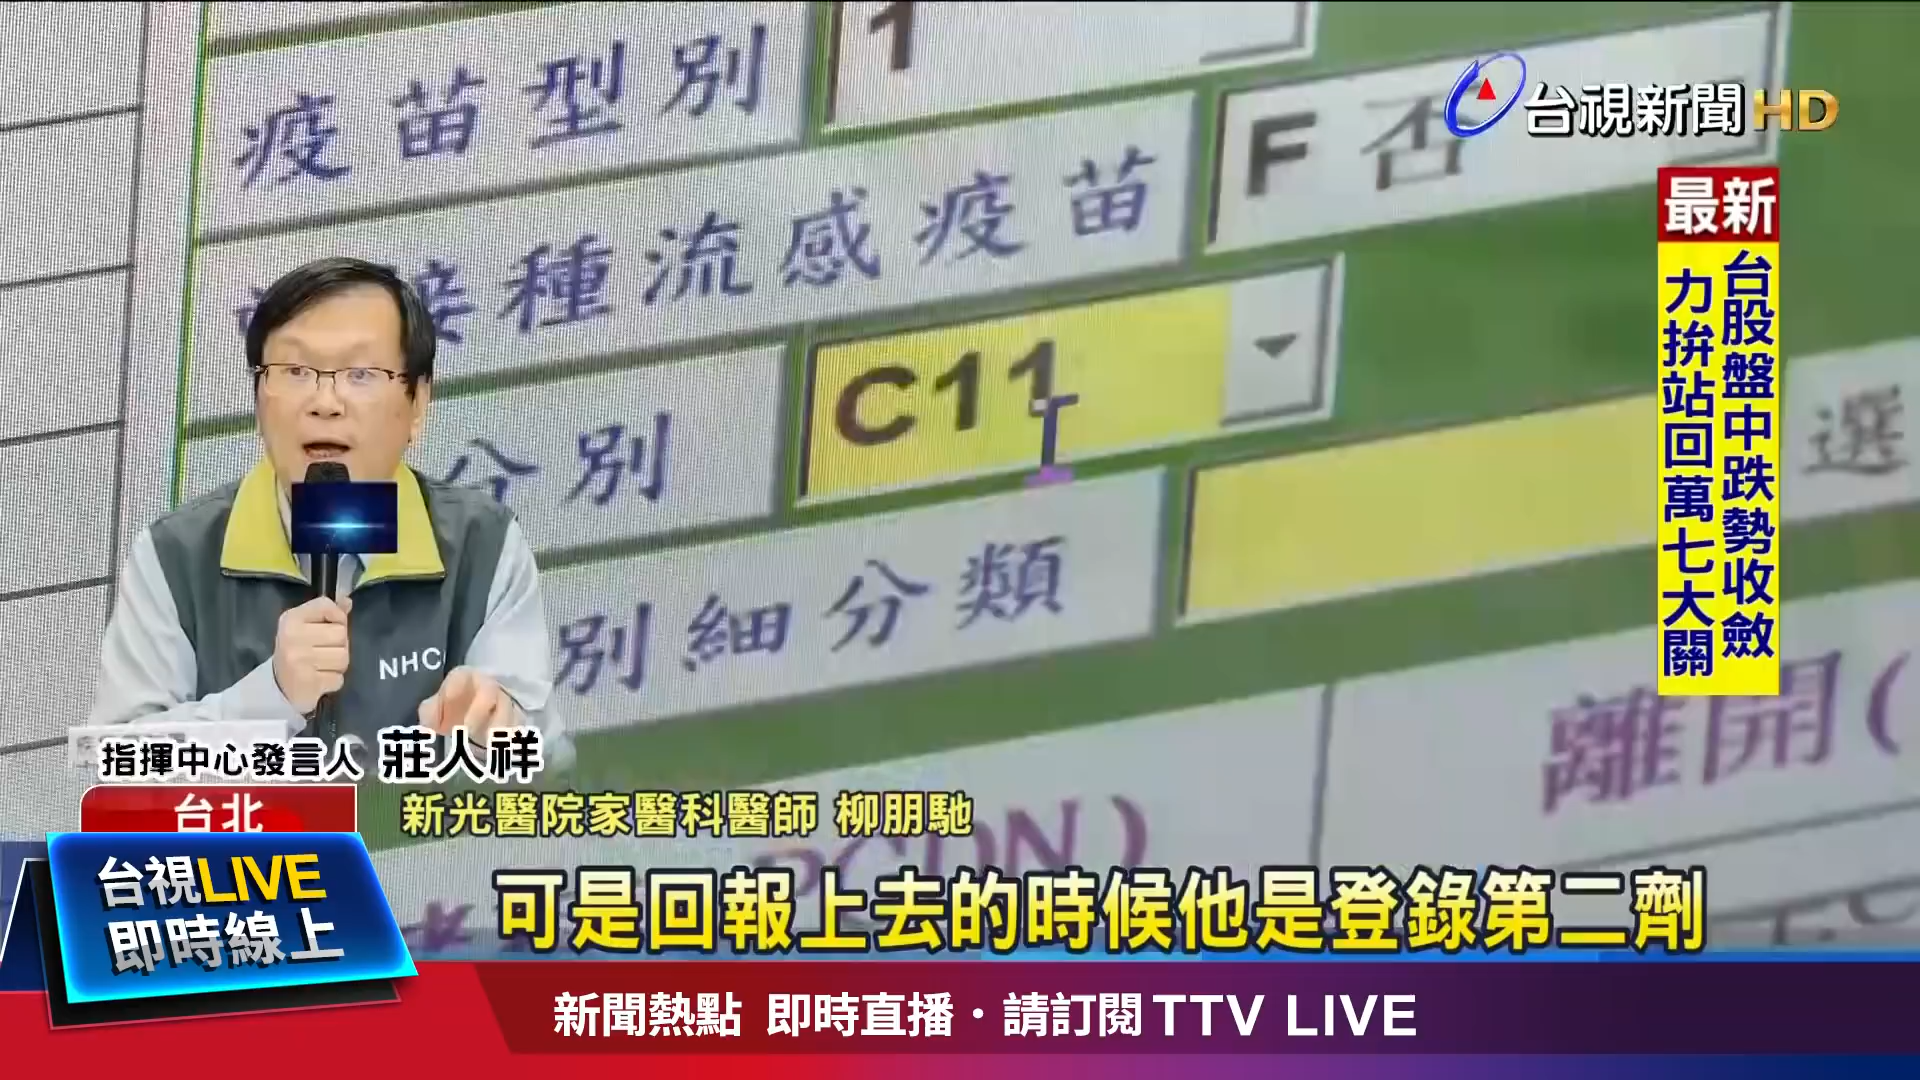 疫苗型別 1
接種流感疫苗 F 否
分別 C11
選
別細分類
離開(
CDN)
台視新聞HD
最新
台股盤中跌勢收斂
力拚站回萬七大關
NHC
指揮中心發言人 莊人祥
台北
新光醫院家醫科醫師 柳朋馳
可是回報上去的時候他是登錄第二劑
台視LIVE
即時線上
新聞熱點 即時直播・請訂閱TTV LIVE